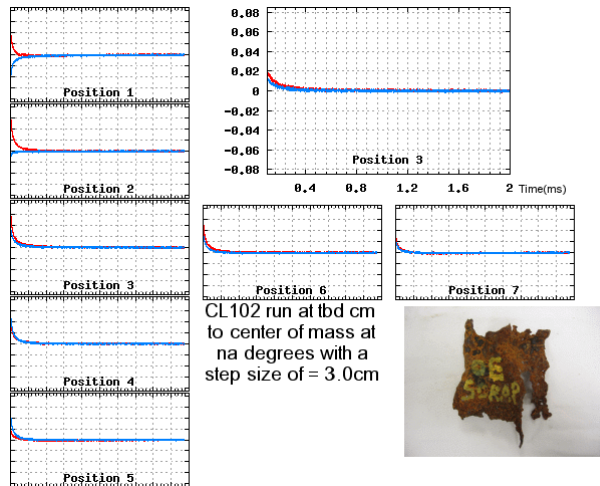 Position 1
Position 2
Position 3
Position 4
Position 5
0.08
0.06
0.04
0.02
0
-0.02
-0.04
-0.06
-0.08
Position 3
0.4 0.8 1.2 1.6 2 Time(ms)
Position 6
Position 7
CL102 run at tbd cm
to center of mass at
na degrees with a
step size of = 3.0cm
SCRAP